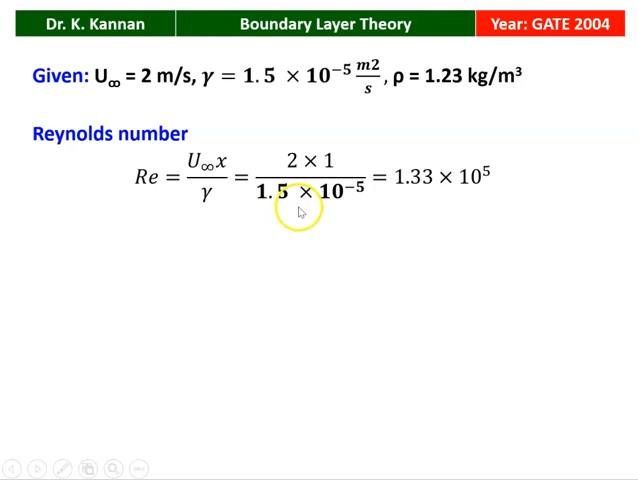 Dr. K. Kannan Boundary Layer Theory Year: GATE 2004
Given: U∞ = 2 m/s, γ = 1.5 × 10⁻⁵ m2/s, ρ = 1.23 kg/m³
Reynolds number
Re = U∞x/γ = 2 × 1/1.5 × 10⁻⁵ = 1.33 × 10⁵